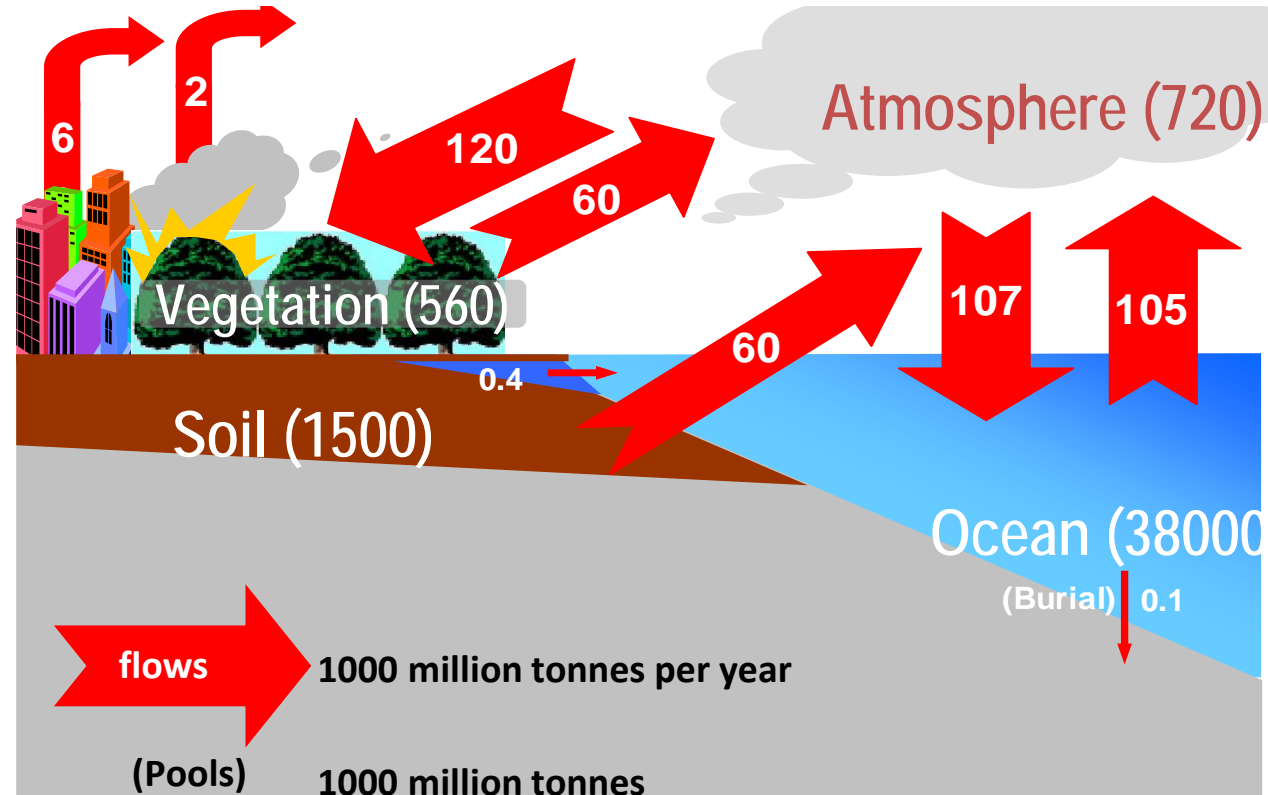 6
2
120
60
Atmosphere (720)
Vegetation (560)
107
105
60
0.4
Soil (1500)
Ocean (38000
(Burial) 0.1
flows
1000 million tonnes per year
(Pools)
1000 million tonnes